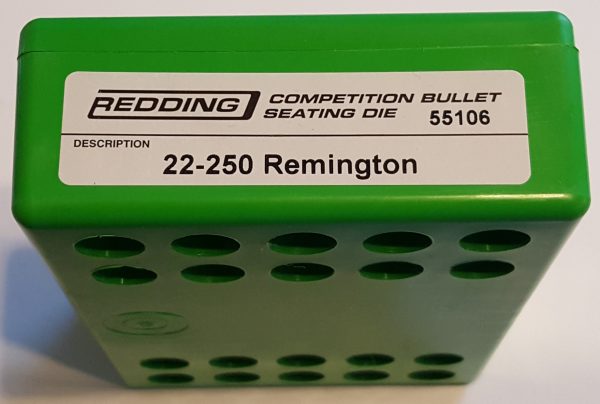 REDDING COMPETITION BULLET
SEATING DIE 55106
DESCRIPTION
22-250 Remington